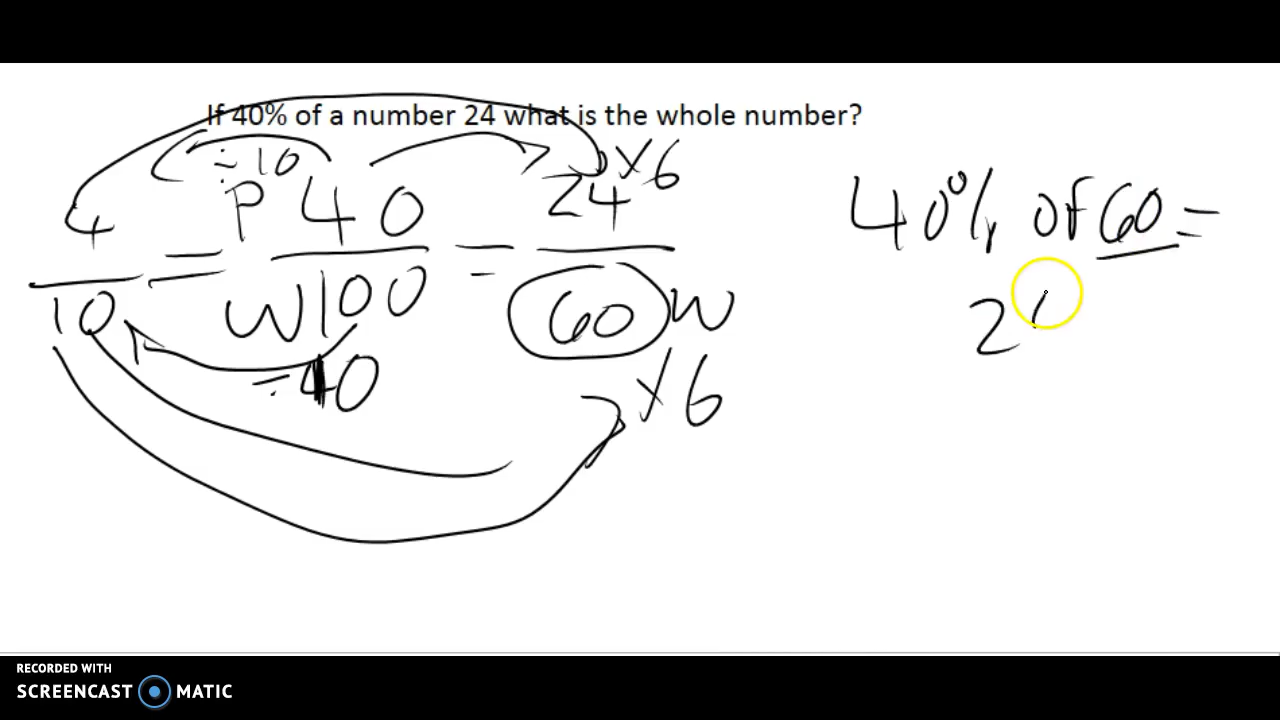 If 40% of a number 24 what is the whole number?
÷10 x6
4 = P 40 = 24
10 W 100 60 W
÷10 x6
40% of 60 =
2
RECORDED WITH
SCREENCAST MATIC